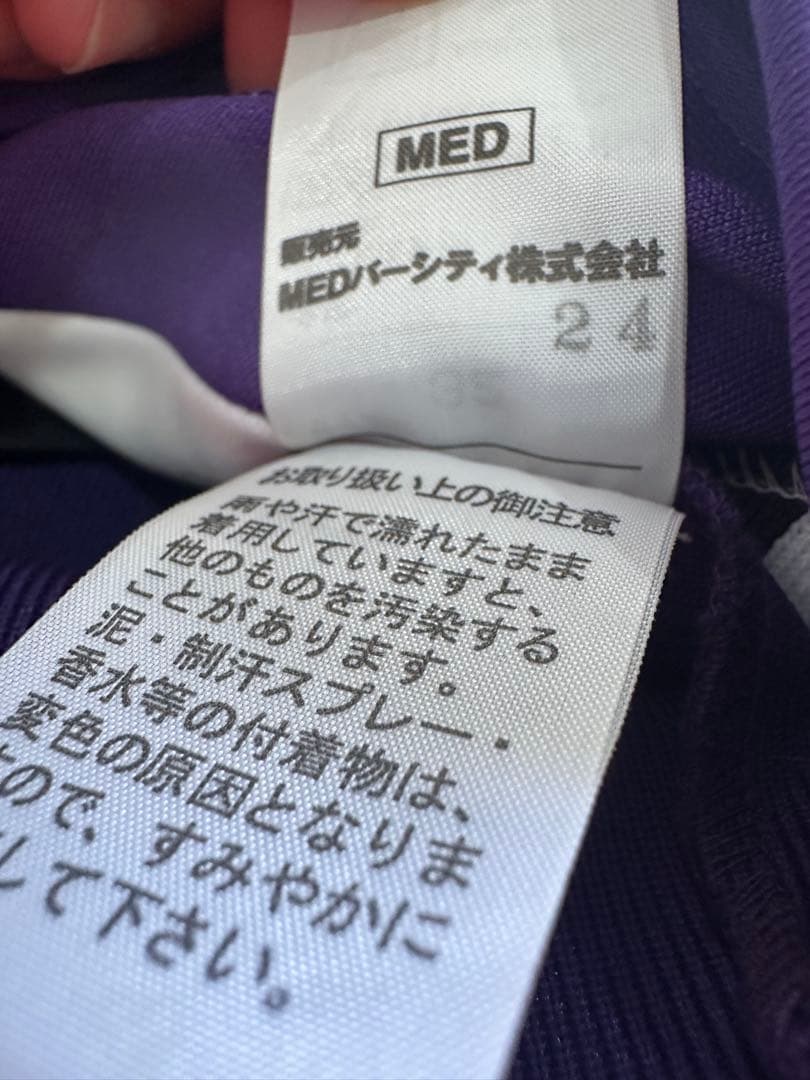 MED
販売元
MEDバーシティ株式会社
24
お取り扱い上の御注意
雨や汗で濡れたまま
着用していますと、
他のものを汚染する
ことがあります。
泥・制汗スプレー・
香水等の付着物は、
変色の原因となりま
ので、すみやかに
して下さい。